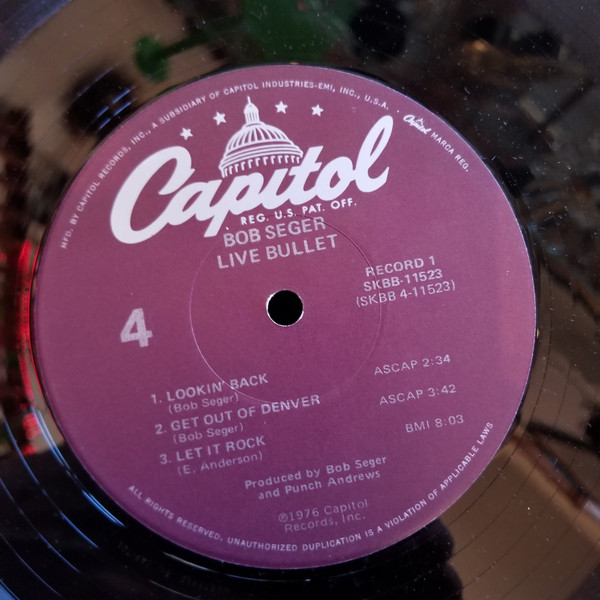 MFD. BY CAPITOL RECORDS, INC., A SUBSIDIARY OF CAPITOL INDUSTRIES-EMI, INC., U.S.A. • Capitol MARCA REG.
Capitol
REG. U.S. PAT. OFF.
BOB SEGER
LIVE BULLET
RECORD 1
SKBB-11523
(SKBB 4-11523)
4
1. LOOKIN' BACK ASCAP 2:34
(Bob Seger)
2. GET OUT OF DENVER ASCAP 3:42
(Bob Seger)
3. LET IT ROCK BMI 8:03
(E. Anderson)
Produced by Bob Seger
and Punch Andrews
℗1976 Capitol
Records, Inc.
ALL RIGHTS RESERVED. UNAUTHORIZED DUPLICATION IS A VIOLATION OF APPLICABLE LAWS